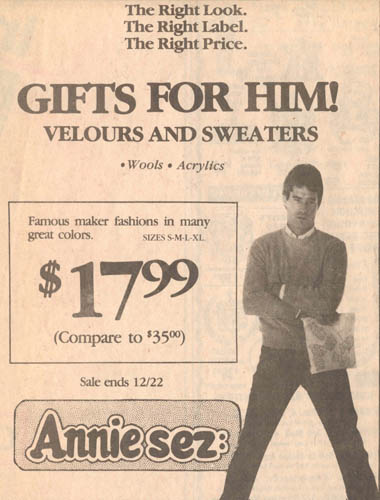 The Right Look.
The Right Label.
The Right Price.
GIFTS FOR HIM!
VELOURS AND SWEATERS
• Wools • Acrylics
Famous maker fashions in many
great colors. SIZES S-M-L-XL.
$17.99
(Compare to $35.00)
Sale ends 12/22
Annie sez: